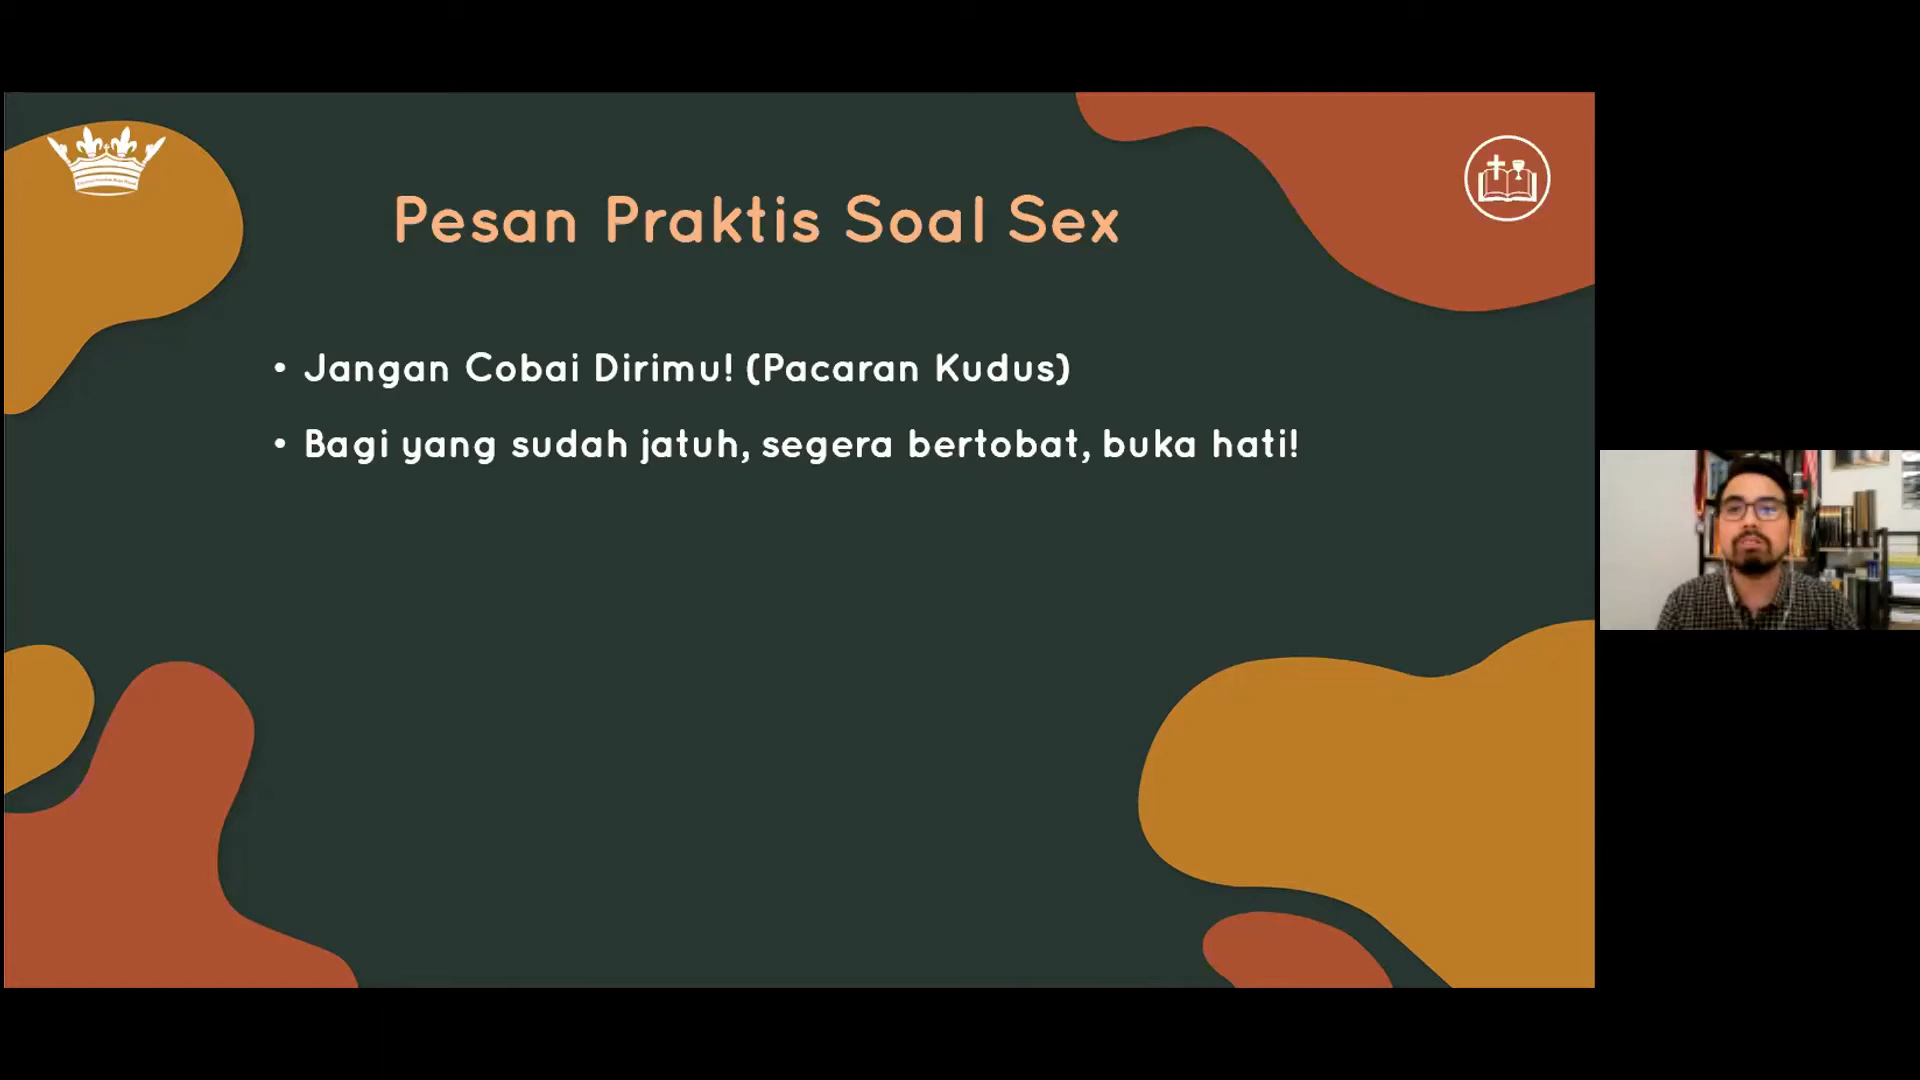 Pesan Praktis Soal Sex
• Jangan Cobai Dirimu! (Pacaran Kudus)
• Bagi yang sudah jatuh, segera bertobat, buka hati!